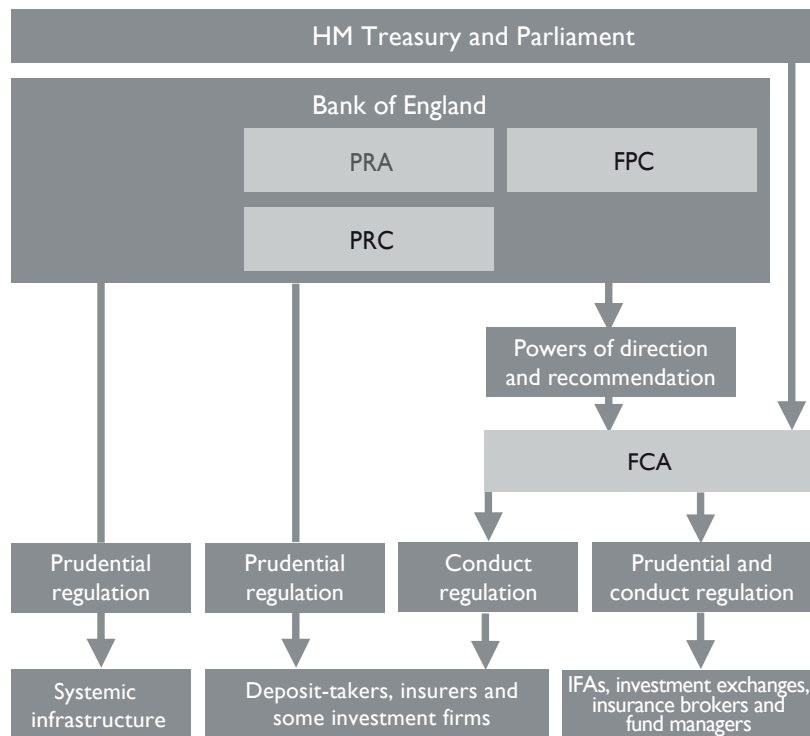 HM Treasury and Parliament
Bank of England
PRA
FPC
PRC
Powers of direction
and recommendation
FCA
Prudential
regulation
Prudential
regulation
Conduct
regulation
Prudential and
conduct regulation
Systemic
infrastructure
Deposit-takers, insurers and
some investment firms
IFAs, investment exchanges,
insurance brokers and
fund managers